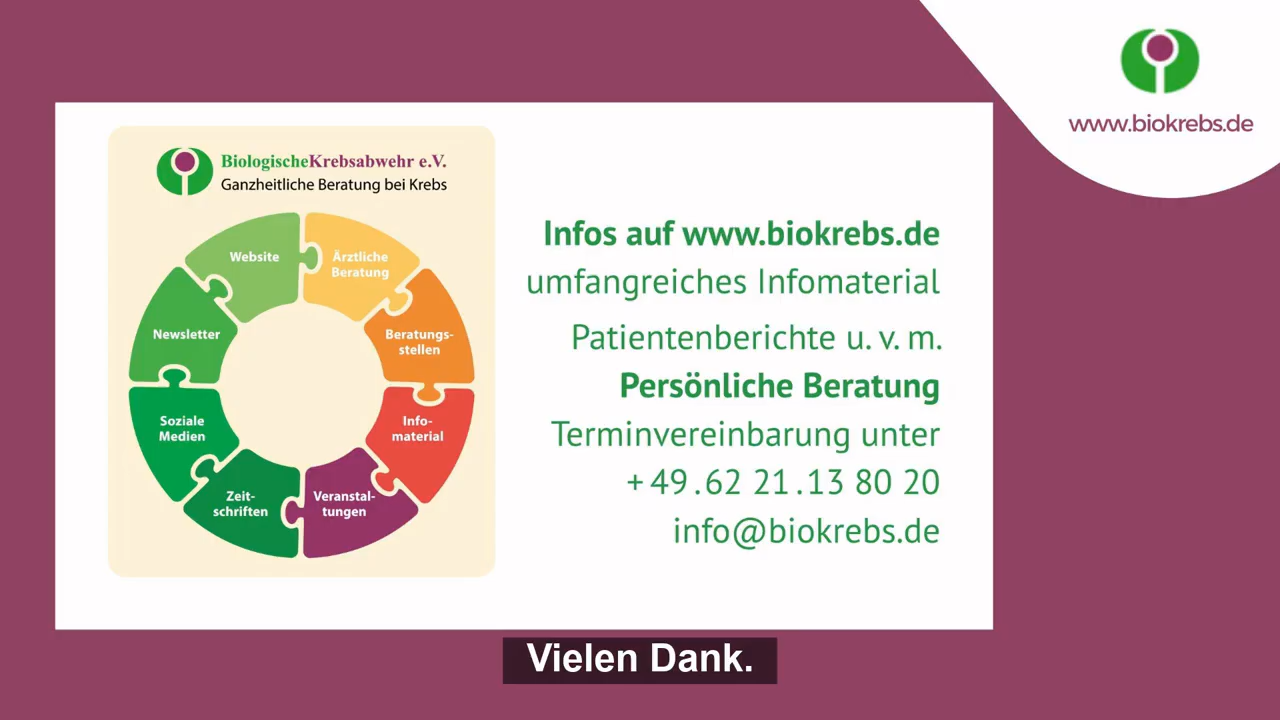 www.biokrebs.de
BiologischeKrebsabwehr e.V.
Ganzheitliche Beratung bei Krebs
Website
Ärztliche
Beratung
Beratungs-
stellen
Info-
material
Veranstal-
tungen
Zeit-
schriften
Soziale
Medien
Newsletter
Infos auf www.biokrebs.de
umfangreiches Infomaterial
Patientenberichte u. v. m.
Persönliche Beratung
Terminvereinbarung unter
+ 49 . 62 21 . 13 80 20
info@biokrebs.de
Vielen Dank.